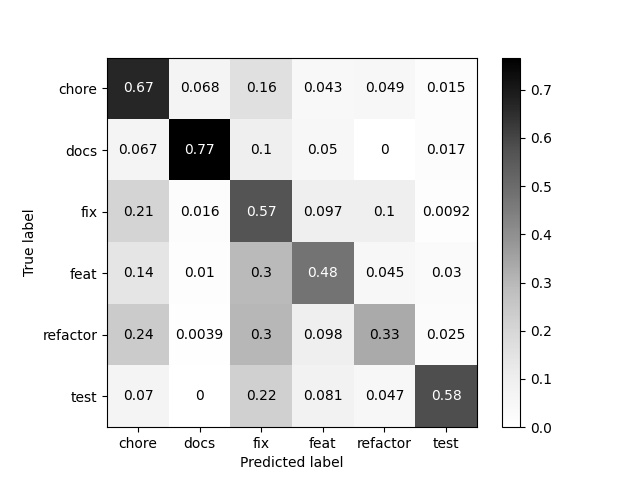 chore 0.67 0.068 0.16 0.043 0.049 0.015
docs 0.067 0.77 0.1 0.05 0 0.017
fix 0.21 0.016 0.57 0.097 0.1 0.0092
feat 0.14 0.01 0.3 0.48 0.045 0.03
refactor 0.24 0.0039 0.3 0.098 0.33 0.025
test 0.07 0 0.22 0.081 0.047 0.58
chore docs fix feat refactor test
Predicted label
True label
0.7
0.6
0.5
0.4
0.3
0.2
0.1
0.0